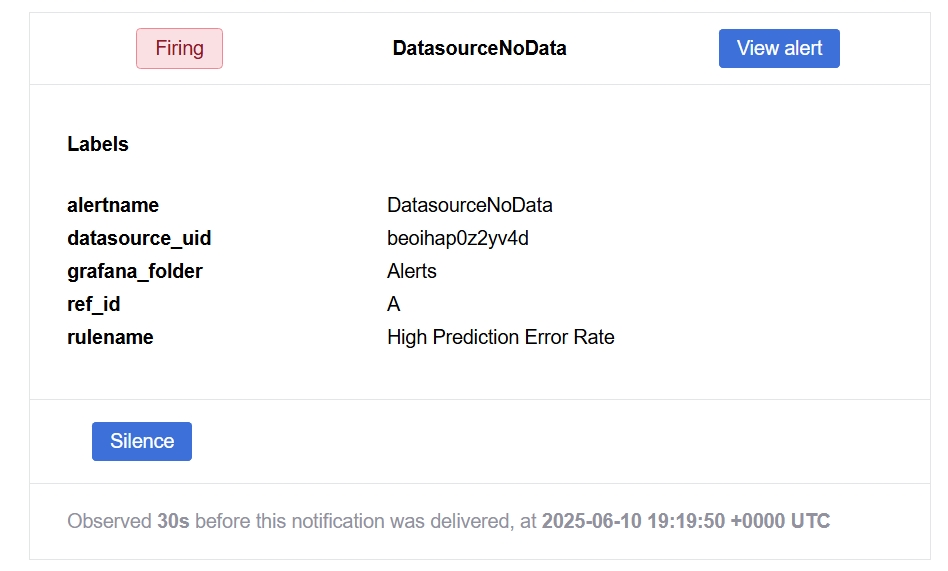 Firing DatasourceNoData View alert
Labels
alertname DatasourceNoData
datasource_uid beoihap0z2yv4d
grafana_folder Alerts
ref_id A
rulename High Prediction Error Rate
Silence
Observed 30s before this notification was delivered, at 2025-06-10 19:19:50 +0000 UTC